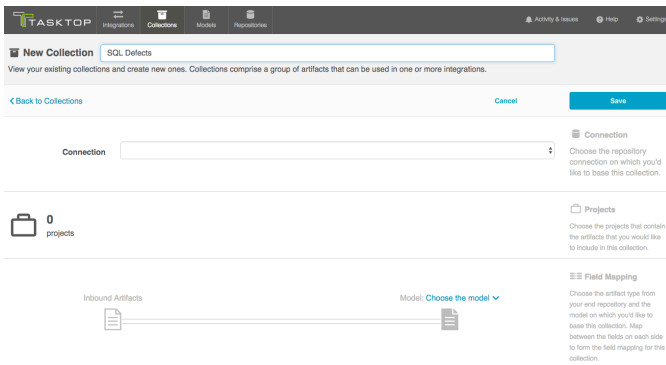 TASKTOP
Integrations
Collections
Models
Repositories
Activity & Issues
Help
Settings
New Collection
SQL Defects
View your existing collections and create new ones. Collections comprise a group of artifacts that can be used in one or more integrations.
Back to Collections
Cancel
Save
Connection
Connection
Choose the repository
connection on which you'd
like to base this collection.
0
projects
Projects
Choose the projects that contain
the artifacts that you would like
to include in this collection.
Inbound Artifacts
Model: Choose the model
Field Mapping
Choose the artifact type from
your end repository and the
model on which you'd like to
base this collection. Map
between the fields on each side
to form the field mapping for this
collection.